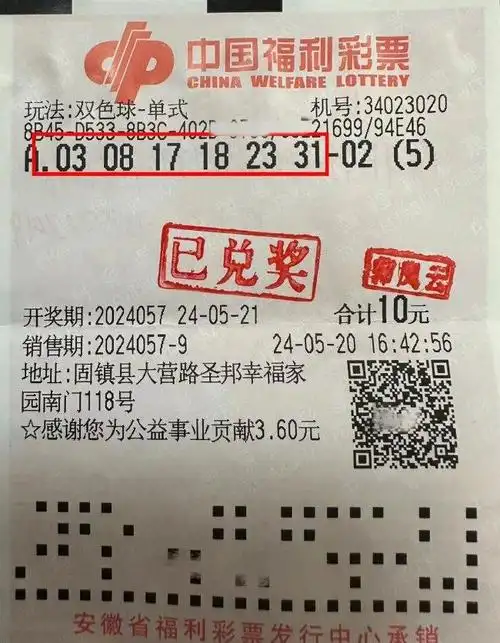 中国福利彩票
CHINA WELFARE LOTTERY
玩法:双色球-单式 机号:34023020
8B45-D533-8B3C-402 21699/94E46
A.03 08 17 18 23 31-02 (5)
已兑奖
开奖期:2024057 24-05-21 合计10元
销售期:2024057-9 24-05-20 16:42:56
地址:固镇县大营路圣邦幸福家
园南门118号
☆感谢您为公益事业贡献3.60元
安徽省福利彩票发行中心承销